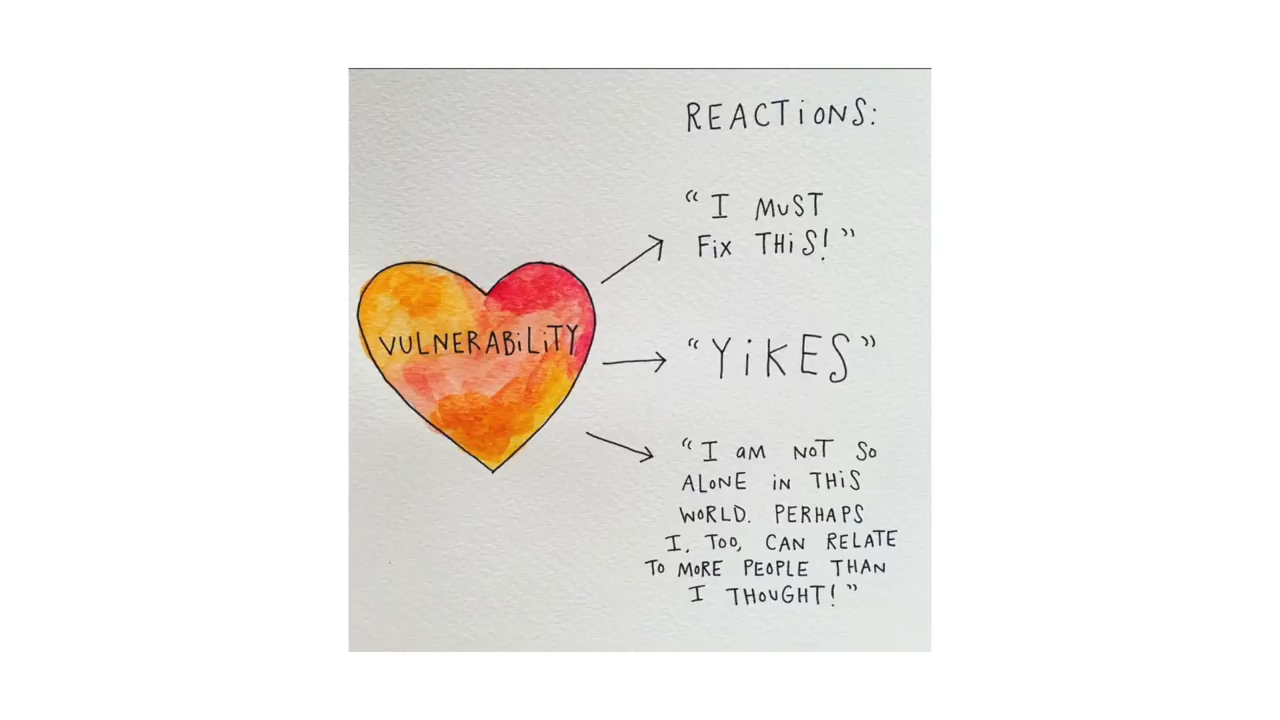 REACTiONS:
“I MuST
FiX THiS!”
VULNERABiLiTY
“YiKES”
“I aM NOT SO
ALONE iN THiS
WORLD. PERHAPS
I, TOO, CAN RELATE
TO MORE PEOPLE THAN
I THOUGHT!”